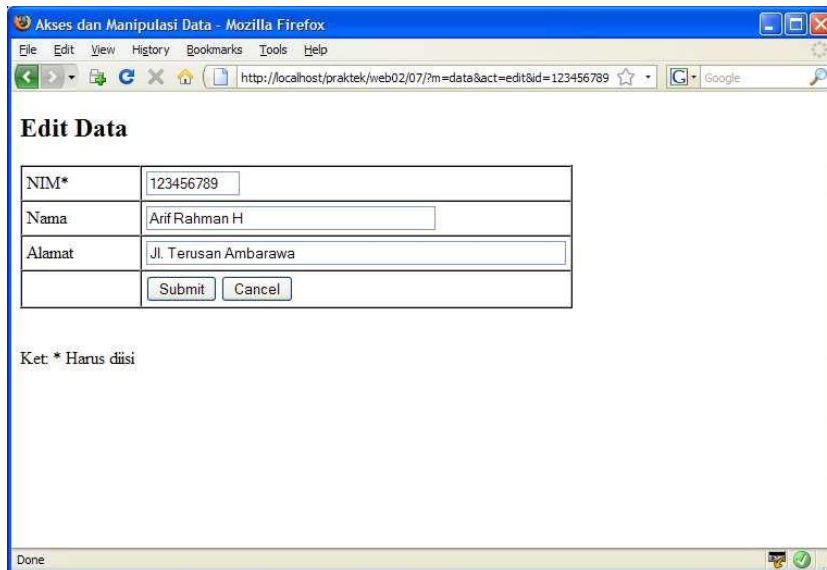 Akses dan Manipulasi Data - Mozilla Firefox
File Edit View History Bookmarks Tools Help
http://localhost/praktek/web02/07/?m=data&act=edit&id=123456789 G Google
Edit Data
NIM* 123456789
Nama Arif Rahman H
Alamat Jl. Terusan Ambarawa
Submit Cancel
Ket: * Harus diisi
Done